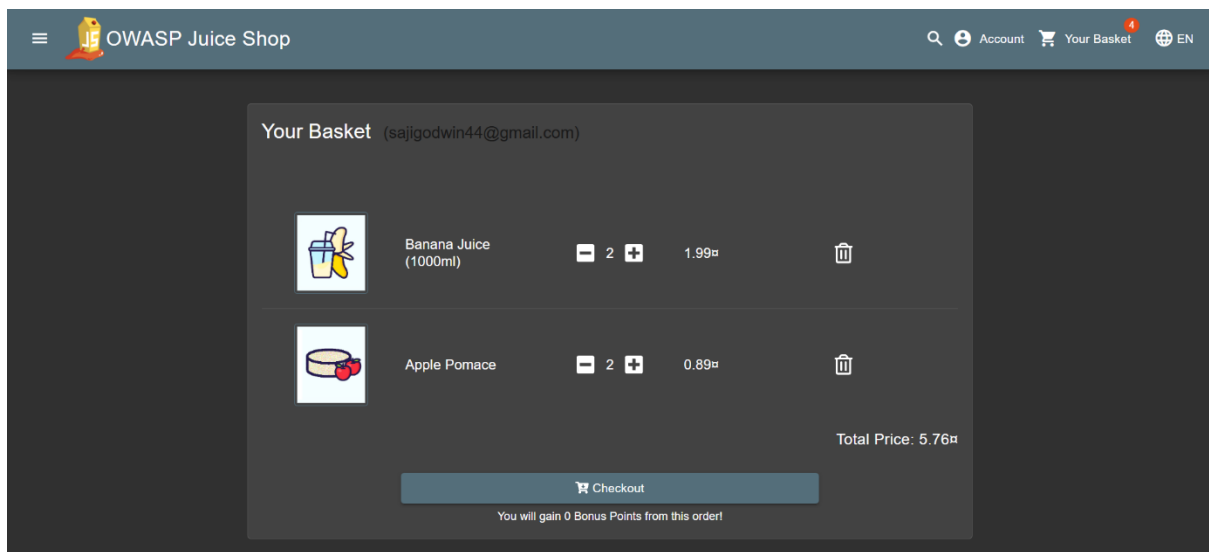 OWASP Juice Shop
Account
4
Your Basket
EN
Your Basket (sajigodwin44@gmail.com)
Banana Juice
(1000ml)
2
1.99¤
Apple Pomace
2
0.89¤
Total Price: 5.76¤
Checkout
You will gain 0 Bonus Points from this order!